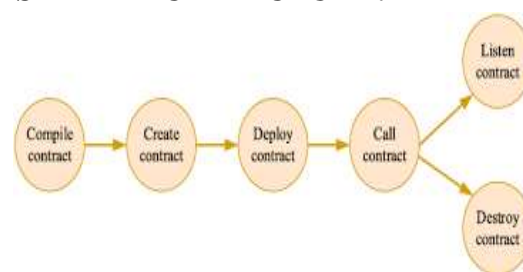 Compile
contract
Create
contract
Deploy
contract
Call
contract
Listen
contract
Destroy
contract